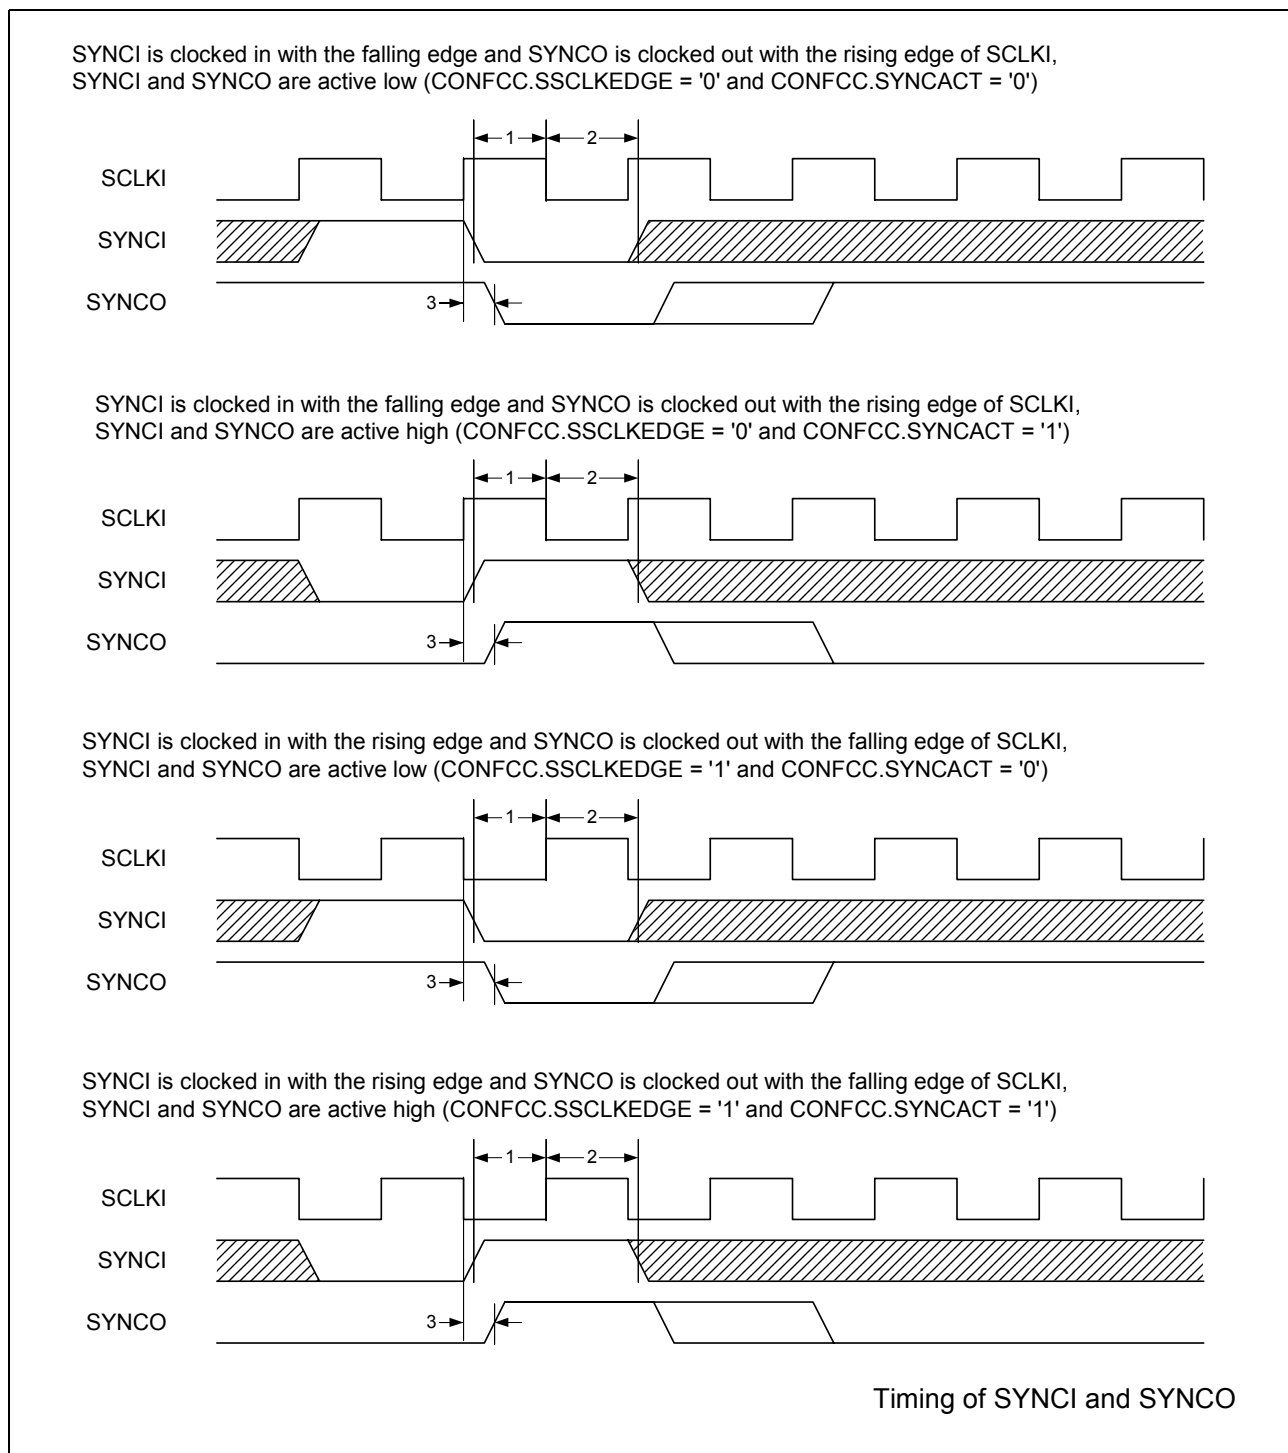 SYNCI is clocked in with the falling edge and SYNCO is clocked out with the rising edge of SCLKI,
SYNCI and SYNCO are active low (CONFCC.SSCLKEDGE = '0' and CONFCC.SYNCACT = '0')
1 2
SCLKI
SYNCI
SYNCO
3
SYNCI is clocked in with the falling edge and SYNCO is clocked out with the rising edge of SCLKI,
SYNCI and SYNCO are active high (CONFCC.SSCLKEDGE = '0' and CONFCC.SYNCACT = '1')
1 2
SCLKI
SYNCI
SYNCO
3
SYNCI is clocked in with the rising edge and SYNCO is clocked out with the falling edge of SCLKI,
SYNCI and SYNCO are active low (CONFCC.SSCLKEDGE = '1' and CONFCC.SYNCACT = '0')
1 2
SCLKI
SYNCI
SYNCO
3
SYNCI is clocked in with the rising edge and SYNCO is clocked out with the falling edge of SCLKI,
SYNCI and SYNCO are active high (CONFCC.SSCLKEDGE = '1' and CONFCC.SYNCACT = '1')
1 2
SCLKI
SYNCI
SYNCO
3
Timing of SYNCI and SYNCO